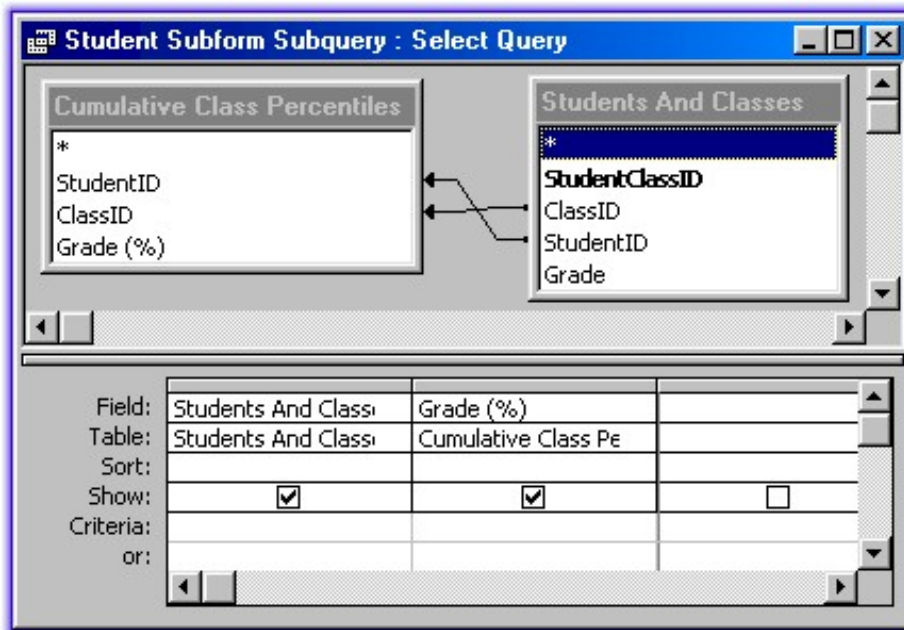 Student Subform Subquery : Select Query
Cumulative Class Percentiles
*
StudentID
ClassID
Grade (%)
Students And Classes
*
StudentClassID
ClassID
StudentID
Grade
Field: Students And Class Grade (%)
Table: Students And Class Cumulative Class Pe
Sort:
Show:
Criteria:
or: